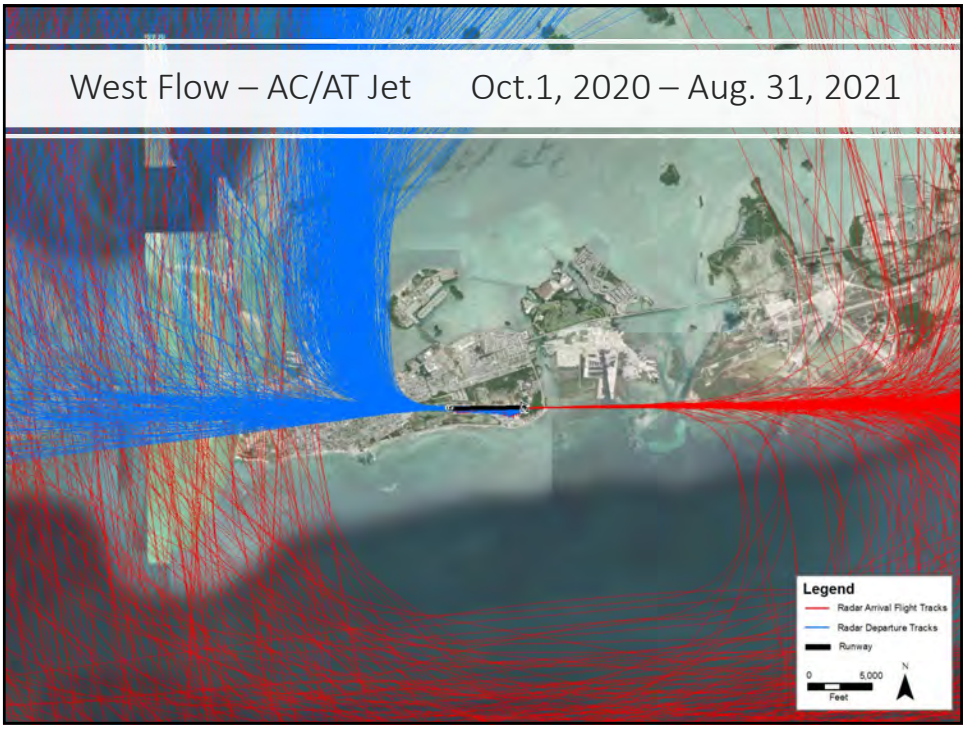 West Flow – AC/AT Jet Oct.1, 2020 – Aug. 31, 2021
Legend
Radar Arrival Flight Tracks
Radar Departure Tracks
Runway
0 5,000
Feet
N